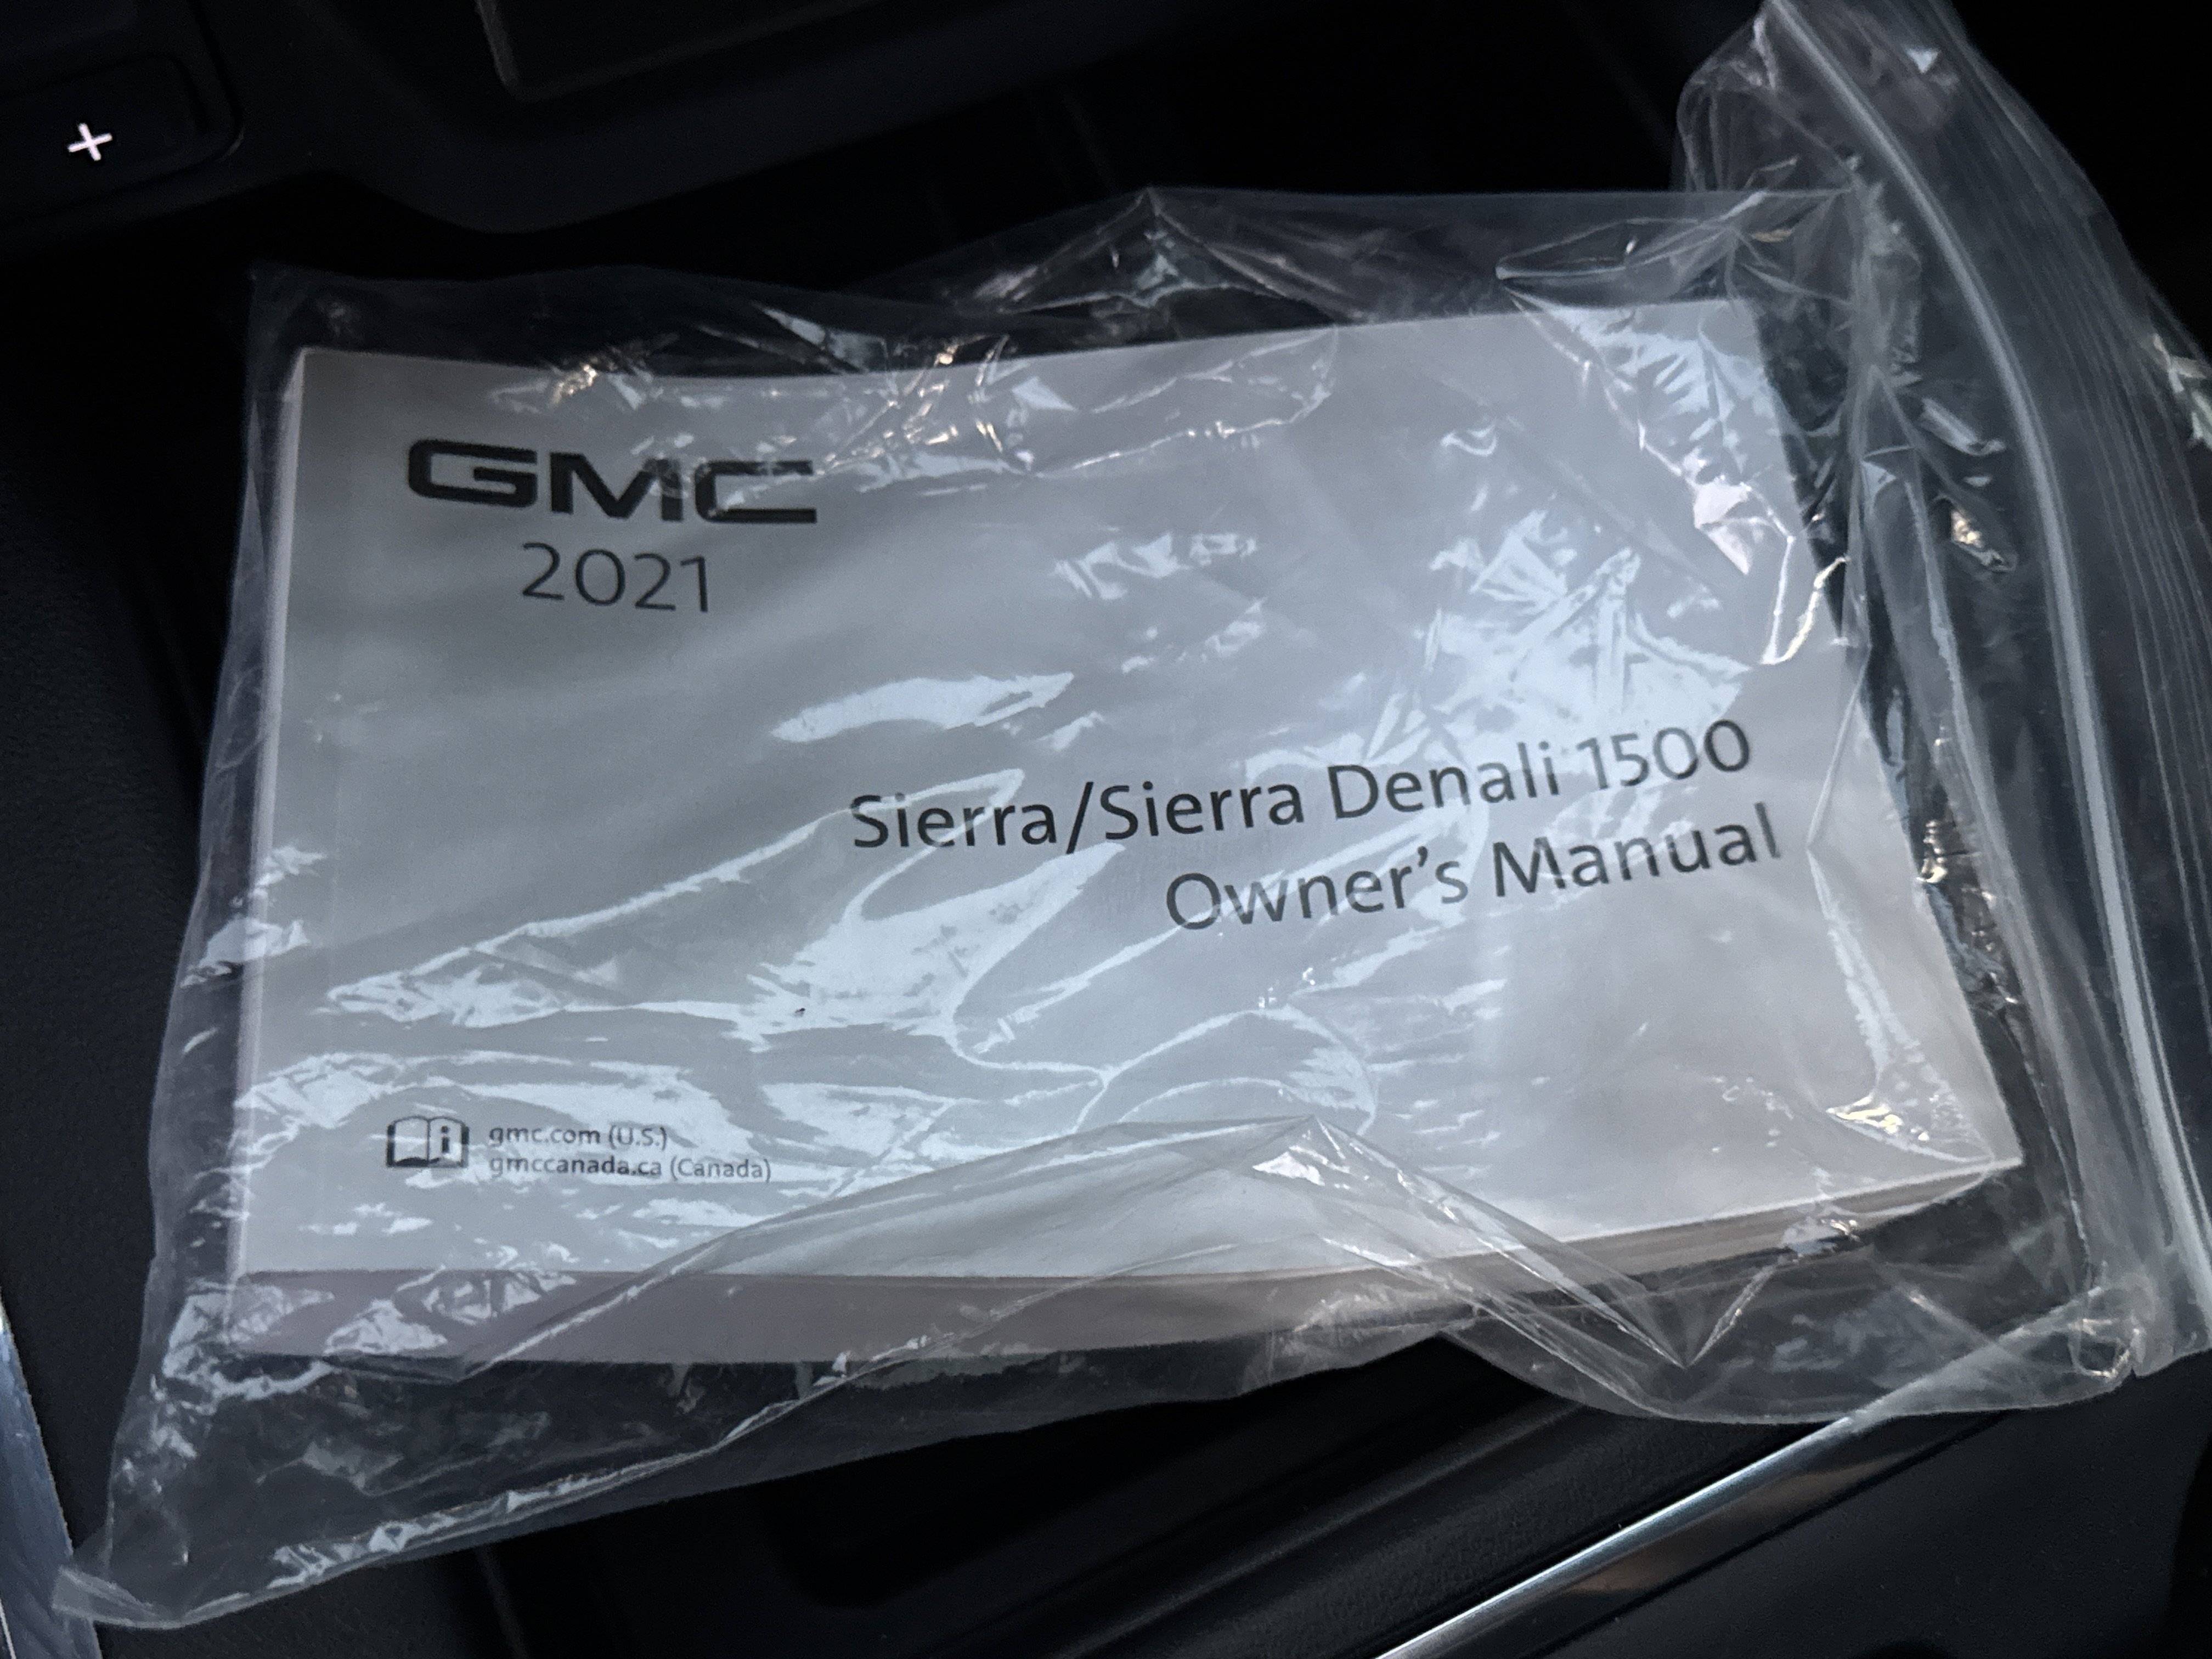 +
GMC
2021
Sierra/Sierra Denali 1500
Owner's Manual
i
gmc.com (U.S.)
gmccanada.ca (Canada)